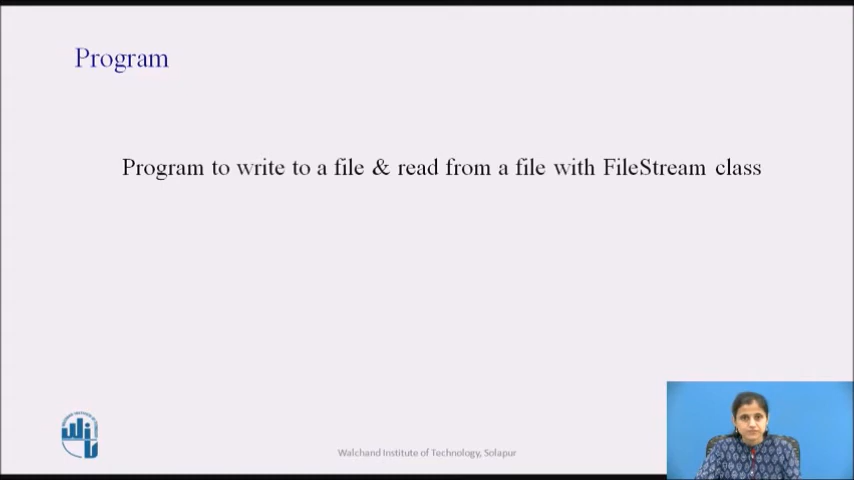 Program
Program to write to a file & read from a file with FileStream class
Walchand Institute of Technology, Solapur